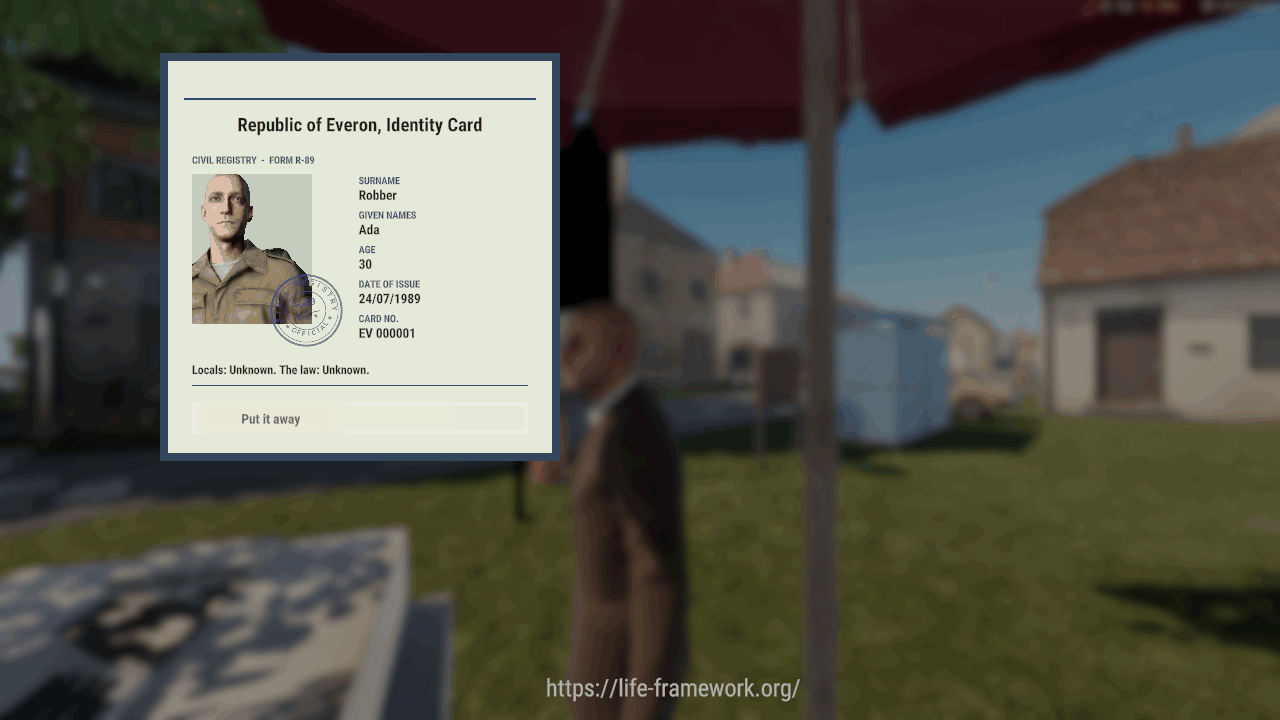 Republic of Everon, Identity Card
CIVIL REGISTRY - FORM R-89
SURNAME
Robber
GIVEN NAMES
Ada
AGE
30
DATE OF ISSUE
24/07/1989
CARD NO.
EV 000001
REGISTRY
OFFICIAL
Locals: Unknown. The law: Unknown.
Put it away
https://life-framework.org/